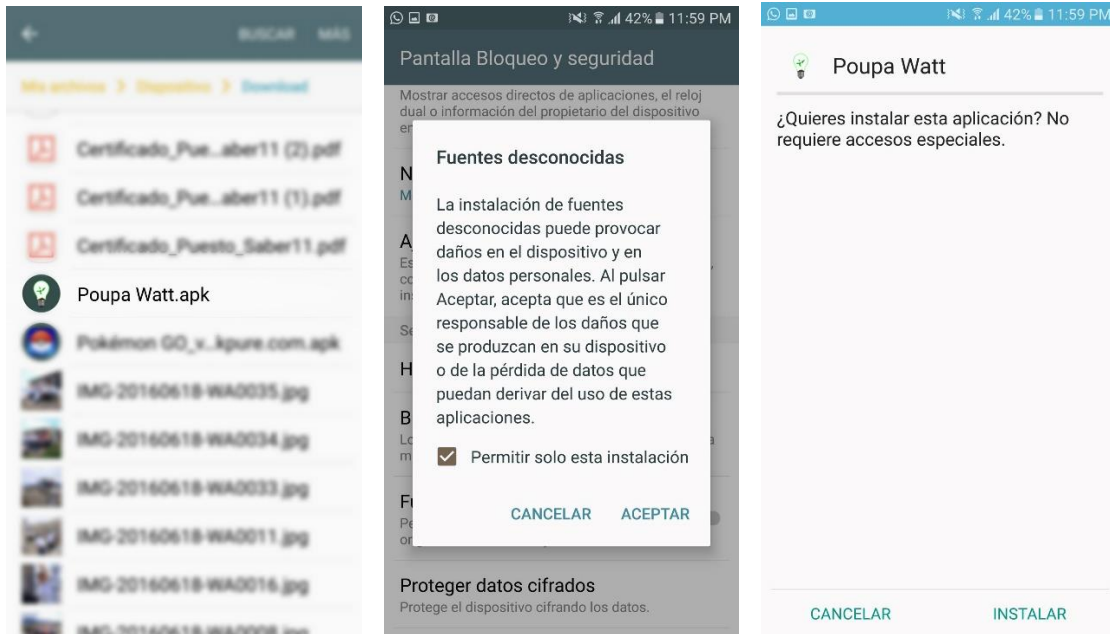 BUSCAR MÁS
Mis archivos > Dispositivo > Download
Certificado_Pue...aber11 (2).pdf
Certificado_Pue...aber11 (1).pdf
Certificado_Puesto_Saber11.pdf
Poupa Watt.apk
Pokémon GO_v...kpure.com.apk
IMG-20160618-WA0035.jpg
IMG-20160618-WA0034.jpg
IMG-20160618-WA0033.jpg
IMG-20160618-WA0011.jpg
IMG-20160618-WA0016.jpg
IMG-20160618-WA0008.jpg
42% 11:59 PM
Pantalla Bloqueo y seguridad
Mostrar accesos directos de aplicaciones, el reloj
dual o información del propietario del dispositivo
Fuentes desconocidas
La instalación de fuentes
desconocidas puede provocar
daños en el dispositivo y en
los datos personales. Al pulsar
Aceptar, acepta que es el único
responsable de los daños que
se produzcan en su dispositivo
o de la pérdida de datos que
puedan derivar del uso de estas
aplicaciones.
Permitir solo esta instalación
CANCELAR ACEPTAR
Proteger datos cifrados
Protege el dispositivo cifrando los datos.
42% 11:59 PM
Poupa Watt
¿Quieres instalar esta aplicación? No
requiere accesos especiales.
CANCELAR INSTALAR